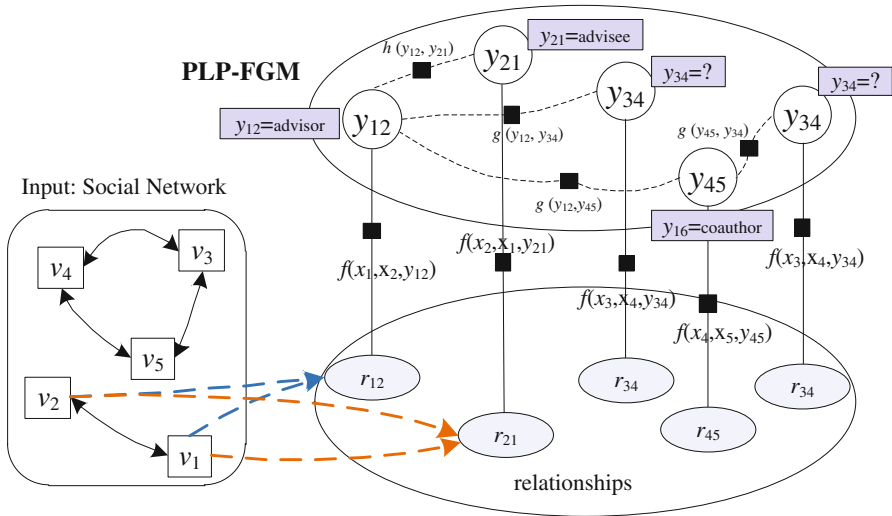 PLP-FGM
h (y12, y21)
y21
y21=advisee
y34
y34=?
y34=?
y34
y12=advisor
y12
g (y12, y34)
g (y45, y34)
y45
g (y12,y45)
y16=coauthor
Input: Social Network
v4
v3
v5
v2
v1
f(x1,x2,y12)
f(x2,x1,y21)
f(x3,x4,y34)
f(x4,x5,y45)
f(x3,x4,y34)
r12
r21
r34
r45
r34
relationships